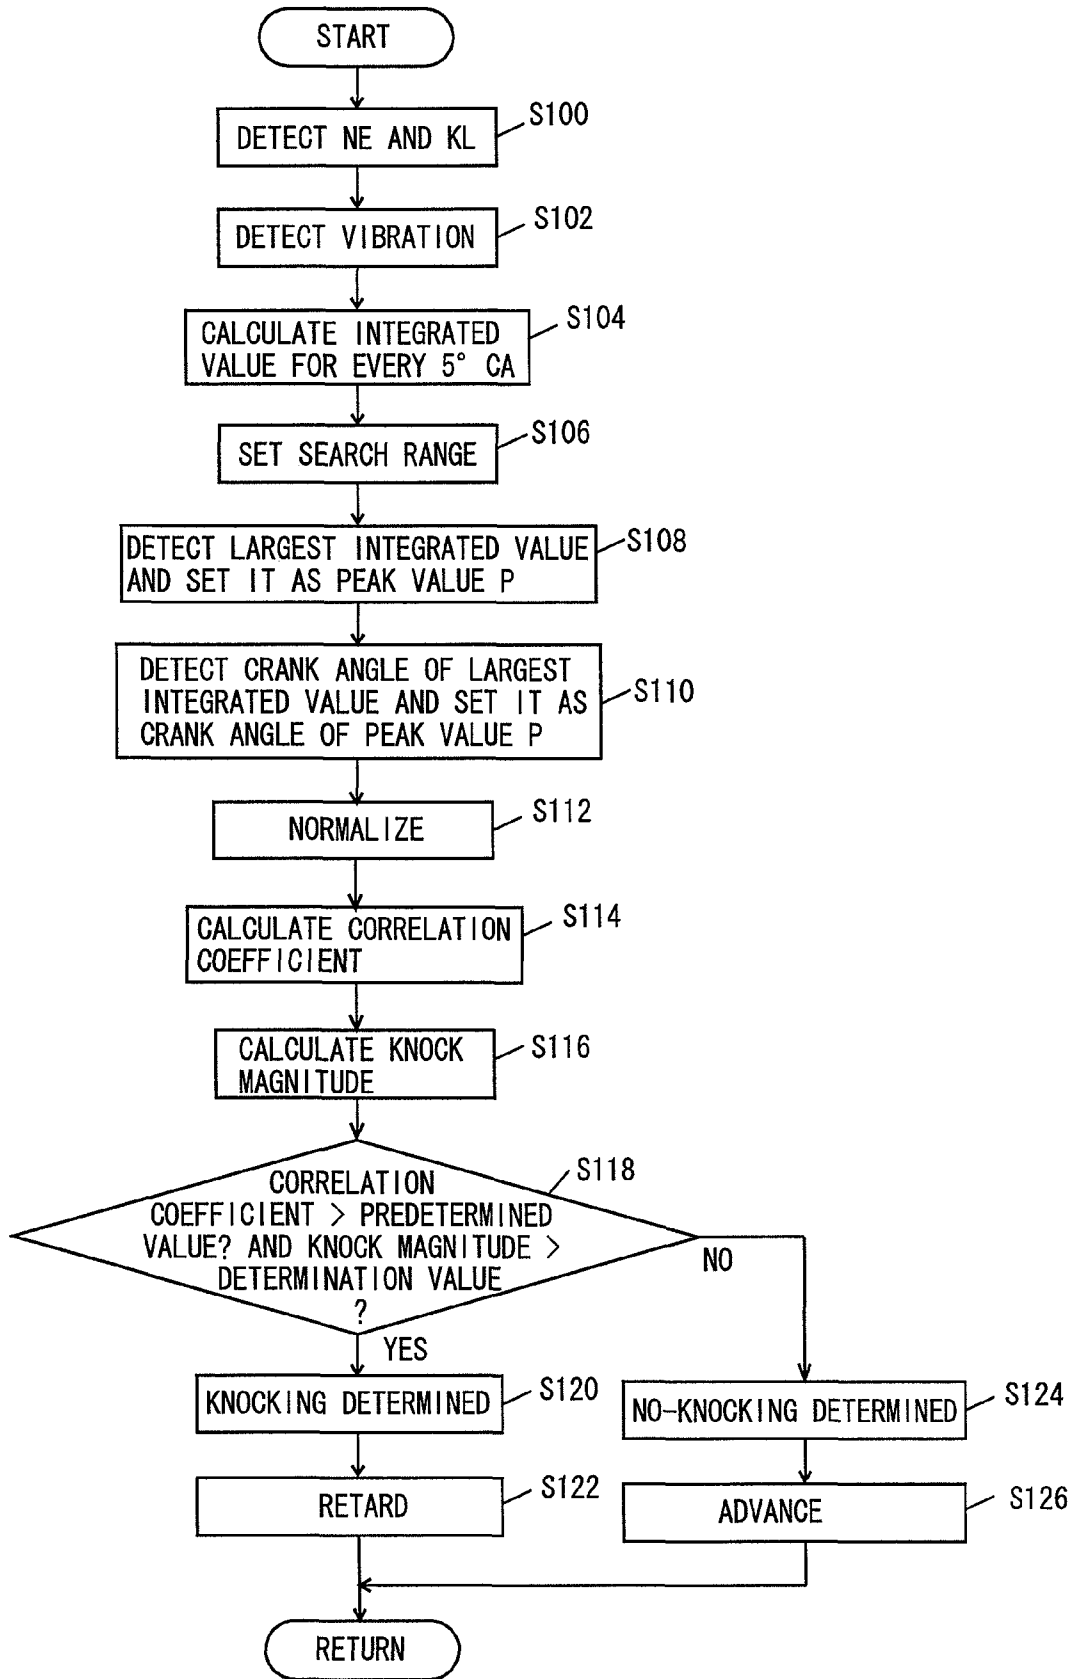 START
S100
DETECT NE AND KL
S102
DETECT VIBRATION
S104
CALCULATE INTEGRATED
VALUE FOR EVERY 5° CA
S106
SET SEARCH RANGE
S108
DETECT LARGEST INTEGRATED VALUE
AND SET IT AS PEAK VALUE P
S110
DETECT CRANK ANGLE OF LARGEST
INTEGRATED VALUE AND SET IT AS
CRANK ANGLE OF PEAK VALUE P
S112
NORMALIZE
S114
CALCULATE CORRELATION
COEFFICIENT
S116
CALCULATE KNOCK
MAGNITUDE
S118
CORRELATION
COEFFICIENT > PREDETERMINED
VALUE? AND KNOCK MAGNITUDE >
DETERMINATION VALUE
?
NO
YES
S120
KNOCKING DETERMINED
S124
NO-KNOCKING DETERMINED
S122
RETARD
S126
ADVANCE
RETURN